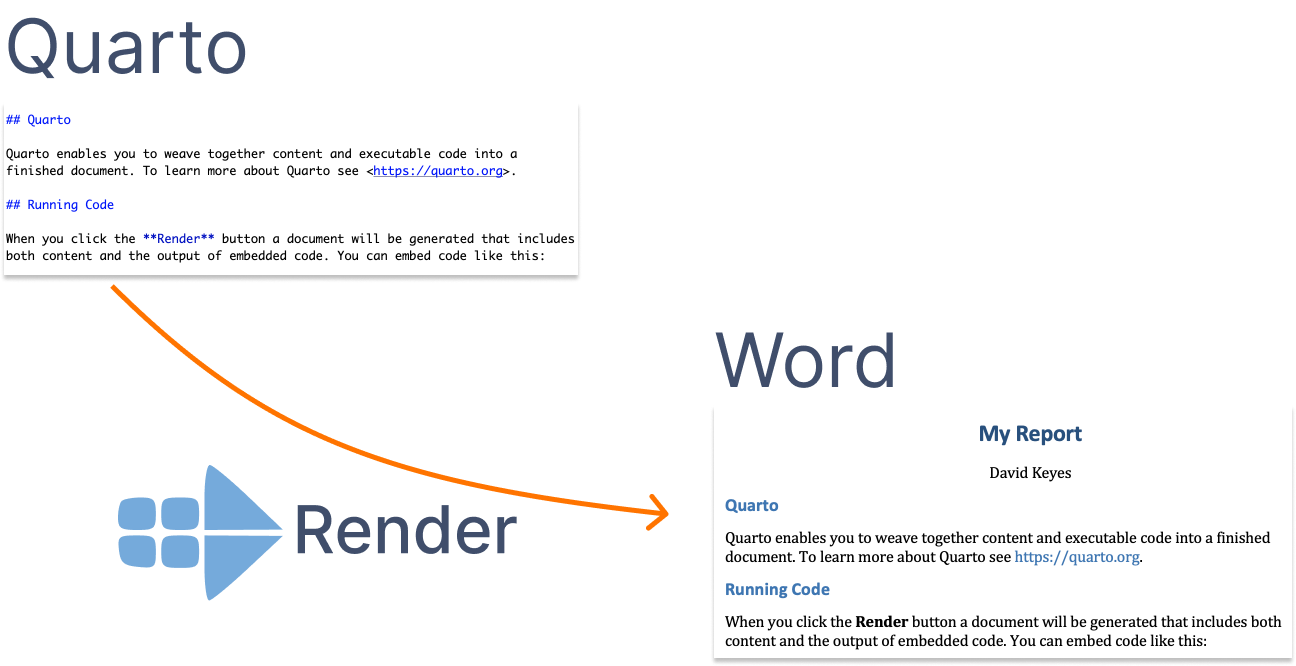 Quarto
## Quarto
Quarto enables you to weave together content and executable code into a
finished document. To learn more about Quarto see <https://quarto.org>.
## Running Code
When you click the **Render** button a document will be generated that includes
both content and the output of embedded code. You can embed code like this:
Render
Word
My Report
David Keyes
Quarto
Quarto enables you to weave together content and executable code into a finished
document. To learn more about Quarto see https://quarto.org.
Running Code
When you click the Render button a document will be generated that includes both
content and the output of embedded code. You can embed code like this: